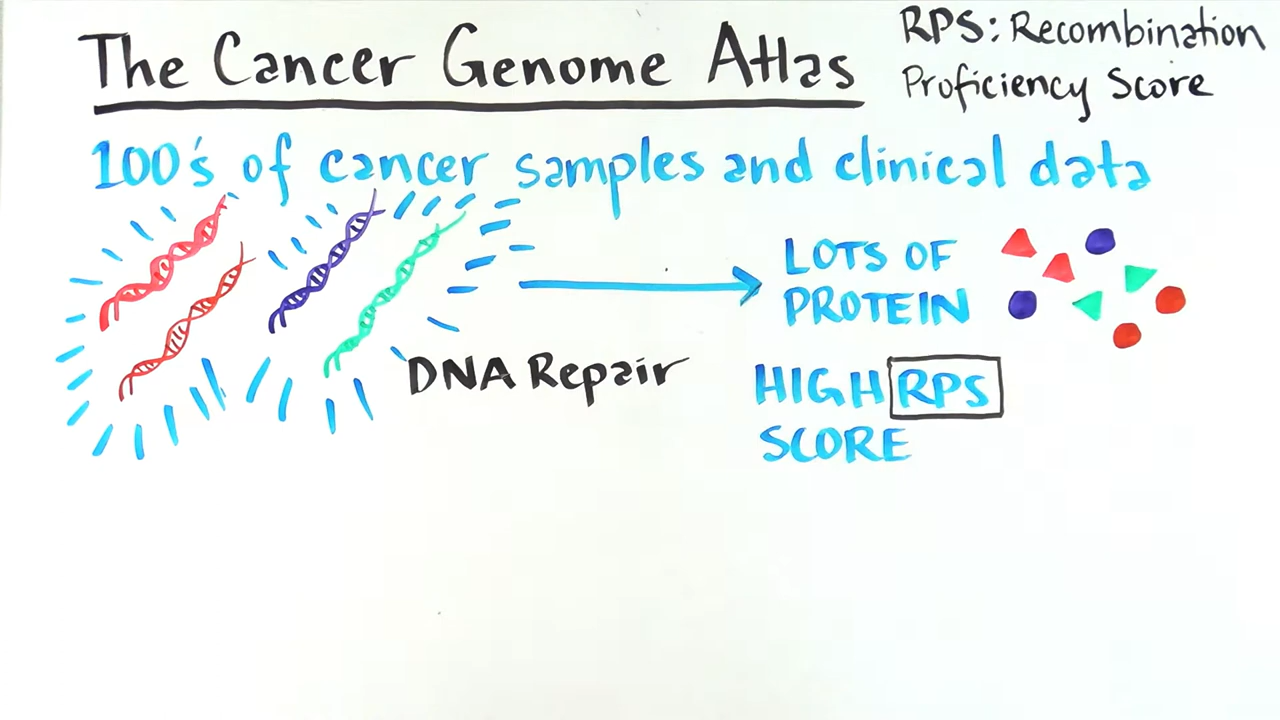 The Cancer Genome Atlas
RPS: Recombination
Proficiency Score
100's of cancer samples and clinical data
LOTS OF
PROTEIN
DNA Repair
HIGH RPS
SCORE